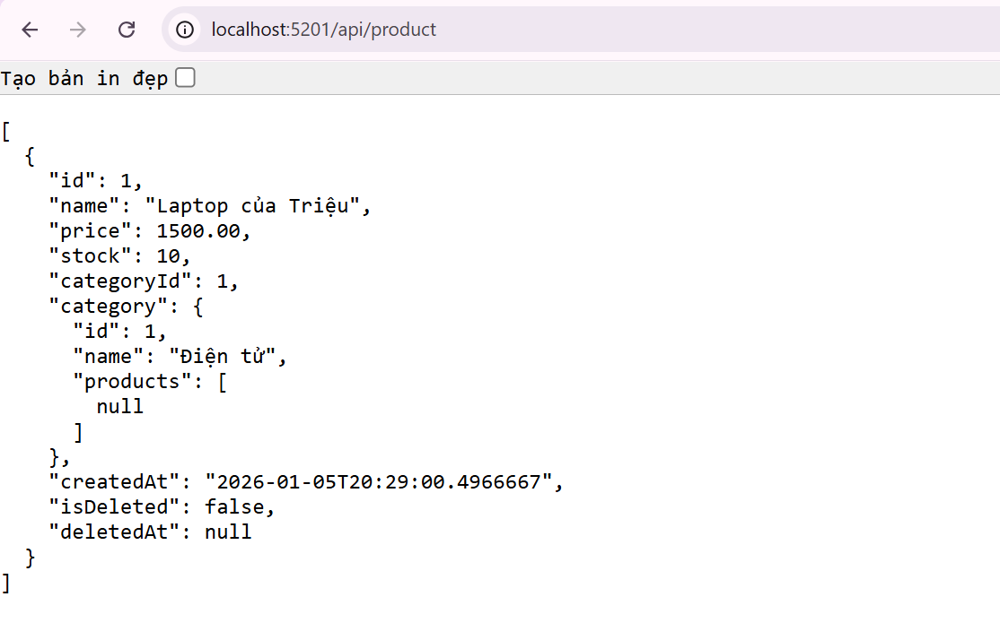 localhost:5201/api/product
Tạo bản in đẹp
[
  {
    "id": 1,
    "name": "Laptop của Triệu",
    "price": 1500.00,
    "stock": 10,
    "categoryId": 1,
    "category": {
      "id": 1,
      "name": "Điện tử",
      "products": [
        null
      ]
    },
    "createdAt": "2026-01-05T20:29:00.4966667",
    "isDeleted": false,
    "deletedAt": null
  }
]